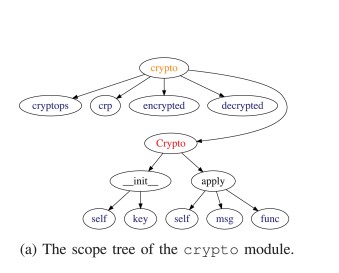 crypto
cryptops crp encrypted decrypted
Crypto
__init__ apply
self key self msg func
(a) The scope tree of the crypto module.